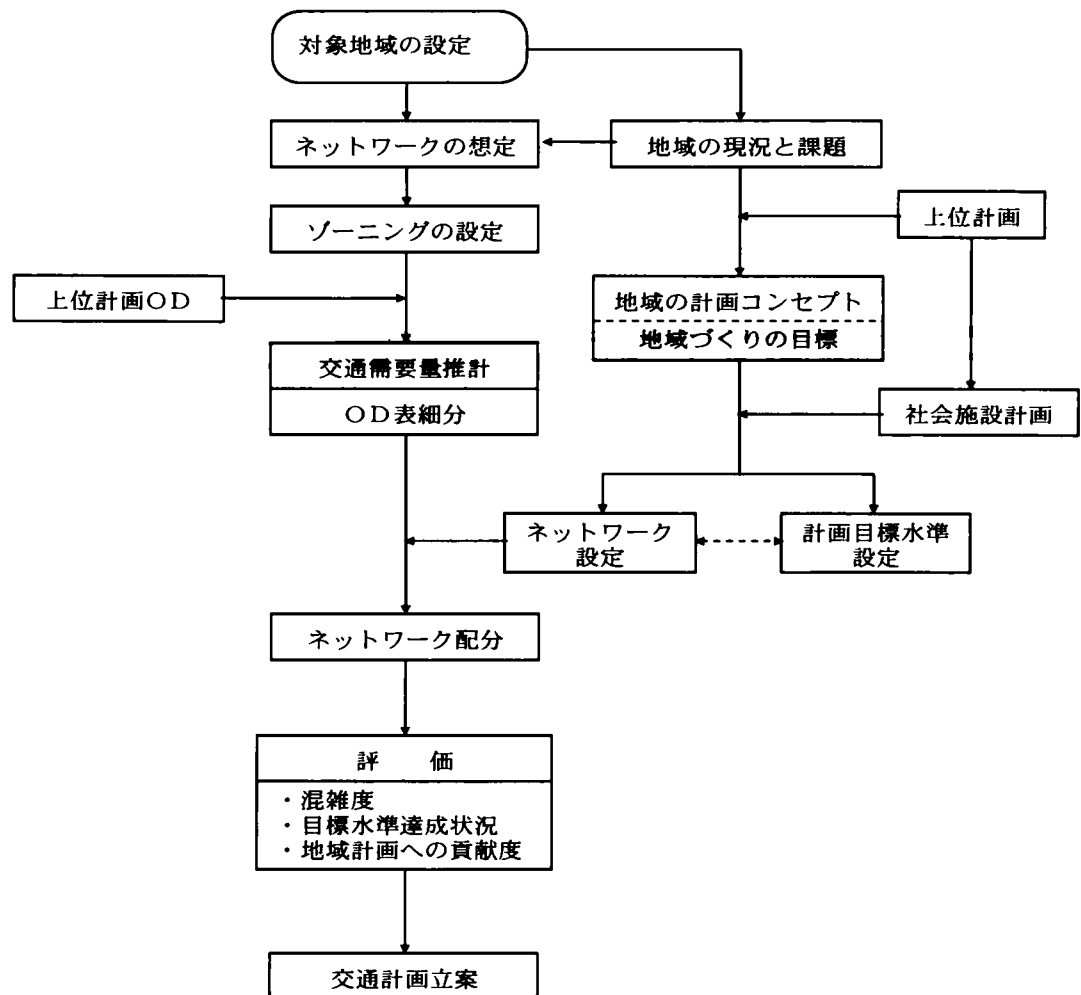 対象地域の設定
ネットワークの想定
地域の現況と課題
ゾーニングの設定
上位計画
上位計画OD
地域の計画コンセプト
地域づくりの目標
交通需要量推計
OD表細分
社会施設計画
ネットワーク
設定
計画目標水準
設定
ネットワーク配分
評　価
・混雑度
・目標水準達成状況
・地域計画への貢献度
交通計画立案